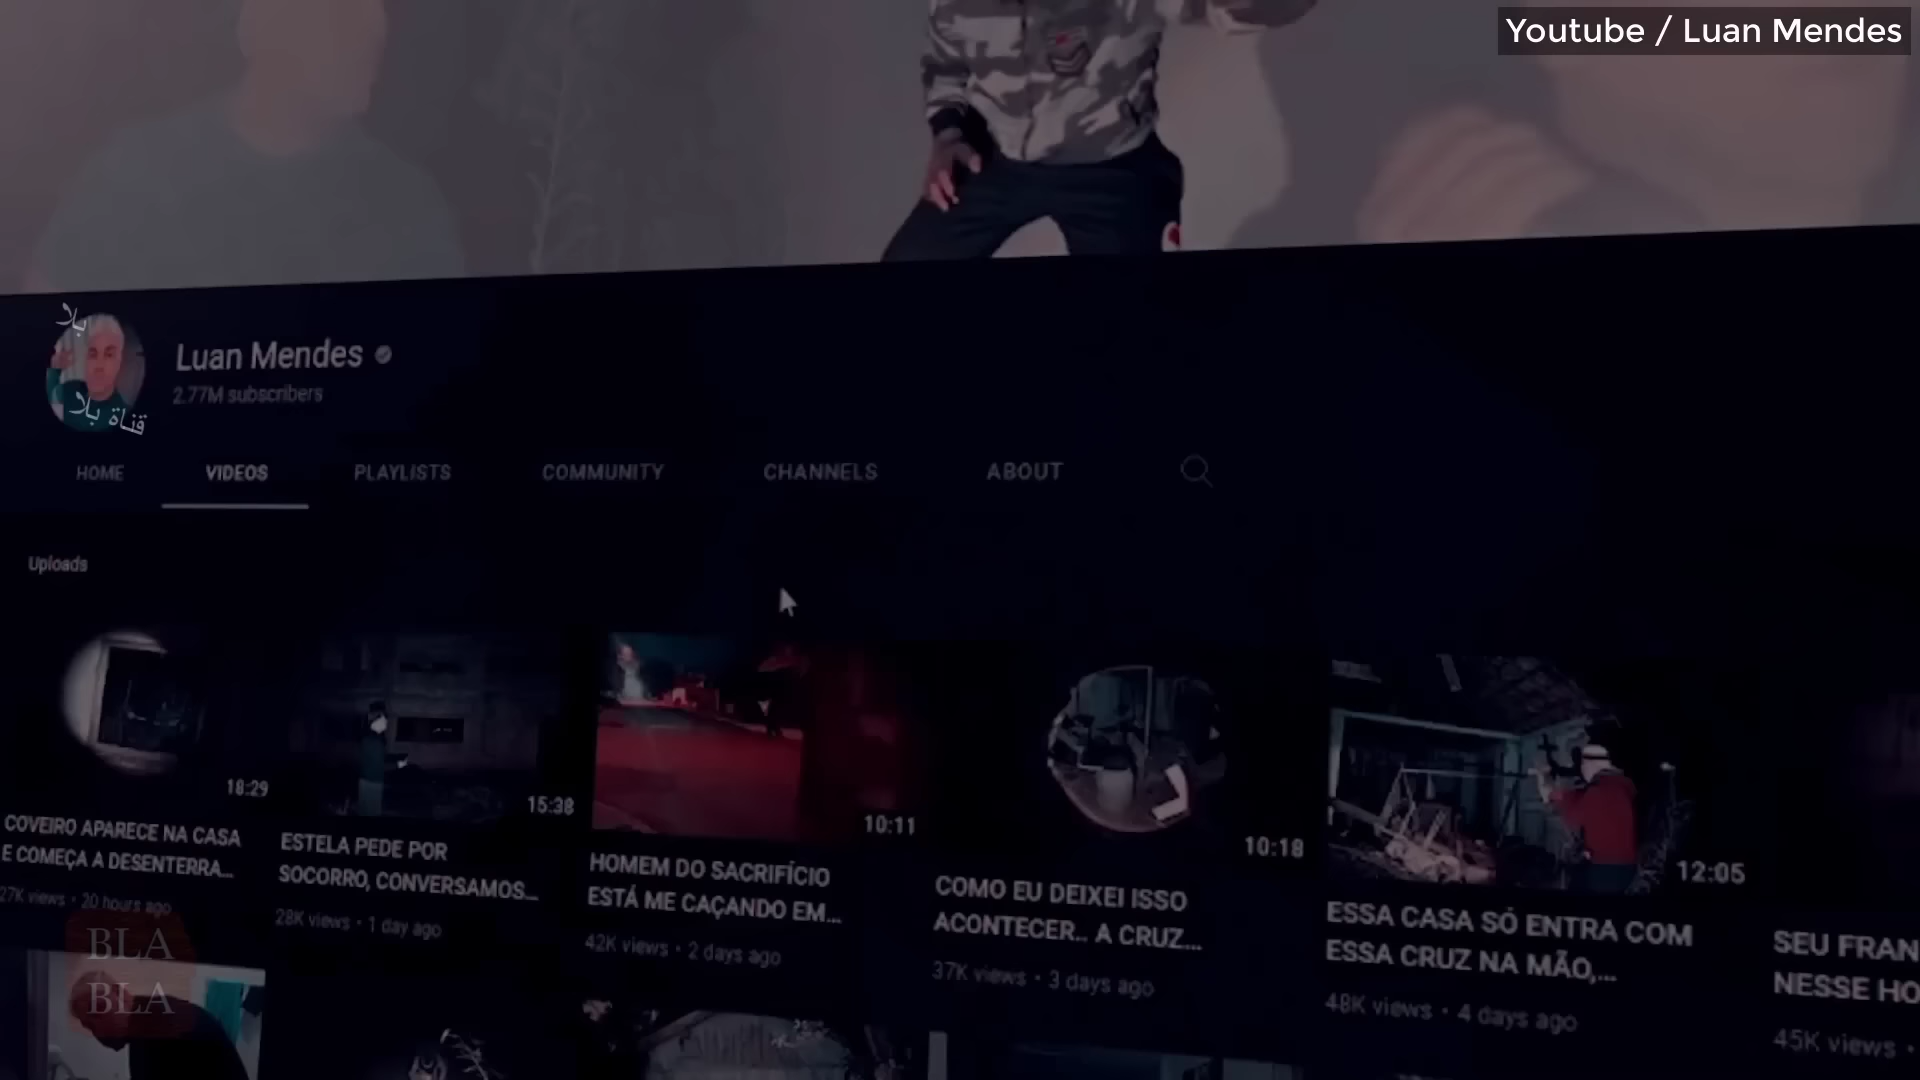 Youtube / Luan Mendes
بلا
Luan Mendes
2.77M subscribers
قناة بلا
HOME VIDEOS PLAYLISTS COMMUNITY CHANNELS ABOUT
Uploads
18:29
15:38
10:11
10:18
12:05
COVEIRO APARECE NA CASA
E COMEÇA A DESENTERRA...
27K views • 20 hours ago
ESTELA PEDE POR
SOCORRO, CONVERSAMOS...
28K views • 1 day ago
HOMEM DO SACRIFÍCIO
ESTÁ ME CAÇANDO EM...
42K views • 2 days ago
COMO EU DEIXEI ISSO
ACONTECER.. A CRUZ...
37K views • 3 days ago
ESSA CASA SÓ ENTRA COM
ESSA CRUZ NA MÃO,...
48K views • 4 days ago
SEU FRAN
NESSE HO
45K views •
BLA
BLA